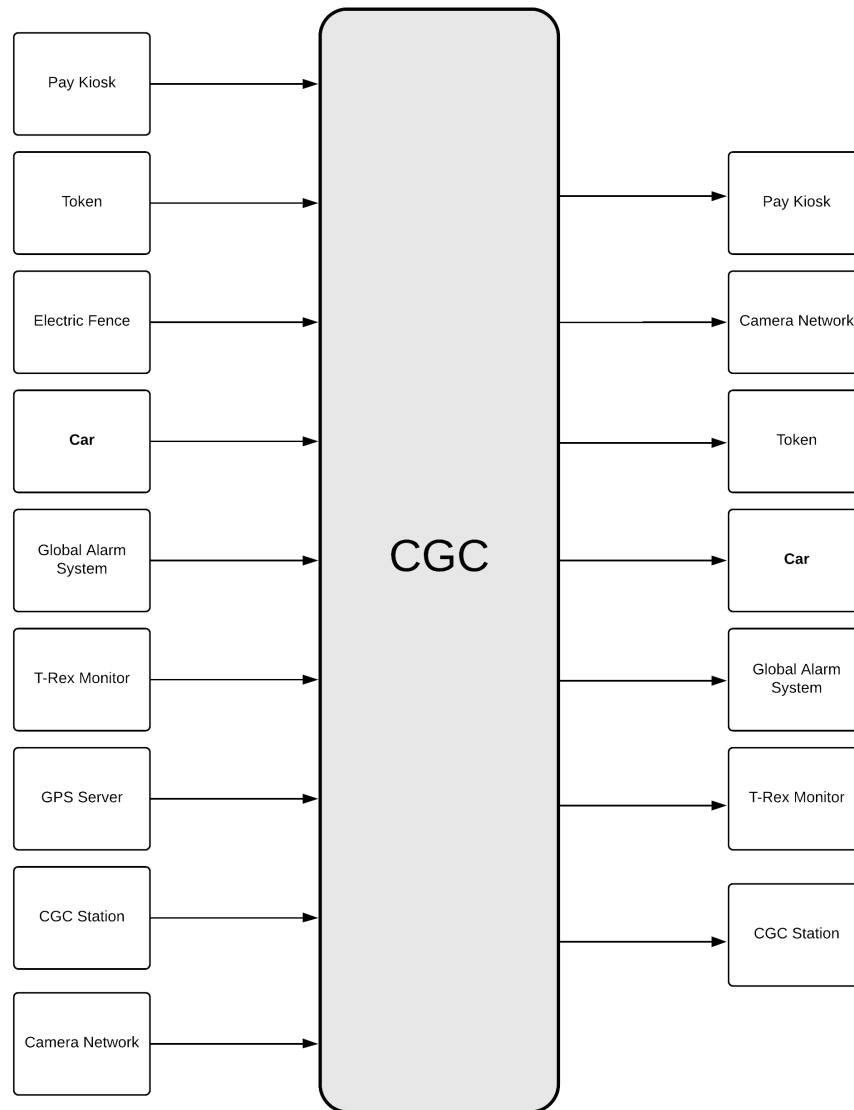 Pay Kiosk
Token
Electric Fence
Car
Global Alarm
System
T-Rex Monitor
GPS Server
CGC Station
Camera Network
CGC
Pay Kiosk
Camera Network
Token
Car
Global Alarm
System
T-Rex Monitor
CGC Station